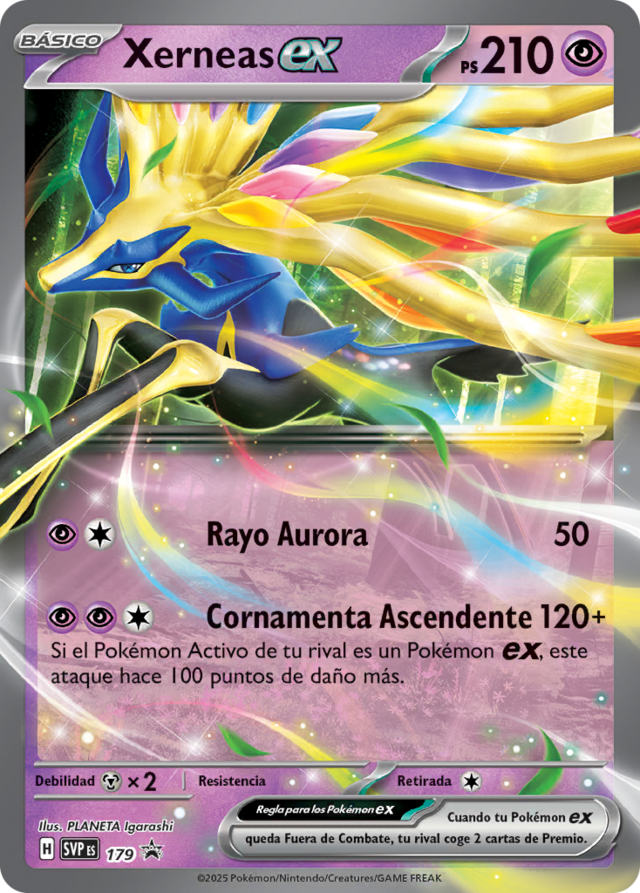 BÁSICO
Xerneas ex
PS 210
Rayo Aurora 50
Cornamenta Ascendente 120+
Si el Pokémon Activo de tu rival es un Pokémon ex, este
ataque hace 100 puntos de daño más.
Debilidad ×2 Resistencia Retirada
Ilus. PLANETA Igarashi
Regla para los Pokémon ex Cuando tu Pokémon ex
queda Fuera de Combate, tu rival coge 2 cartas de Premio.
H SVP ES 179
©2025 Pokémon/Nintendo/Creatures/GAME FREAK